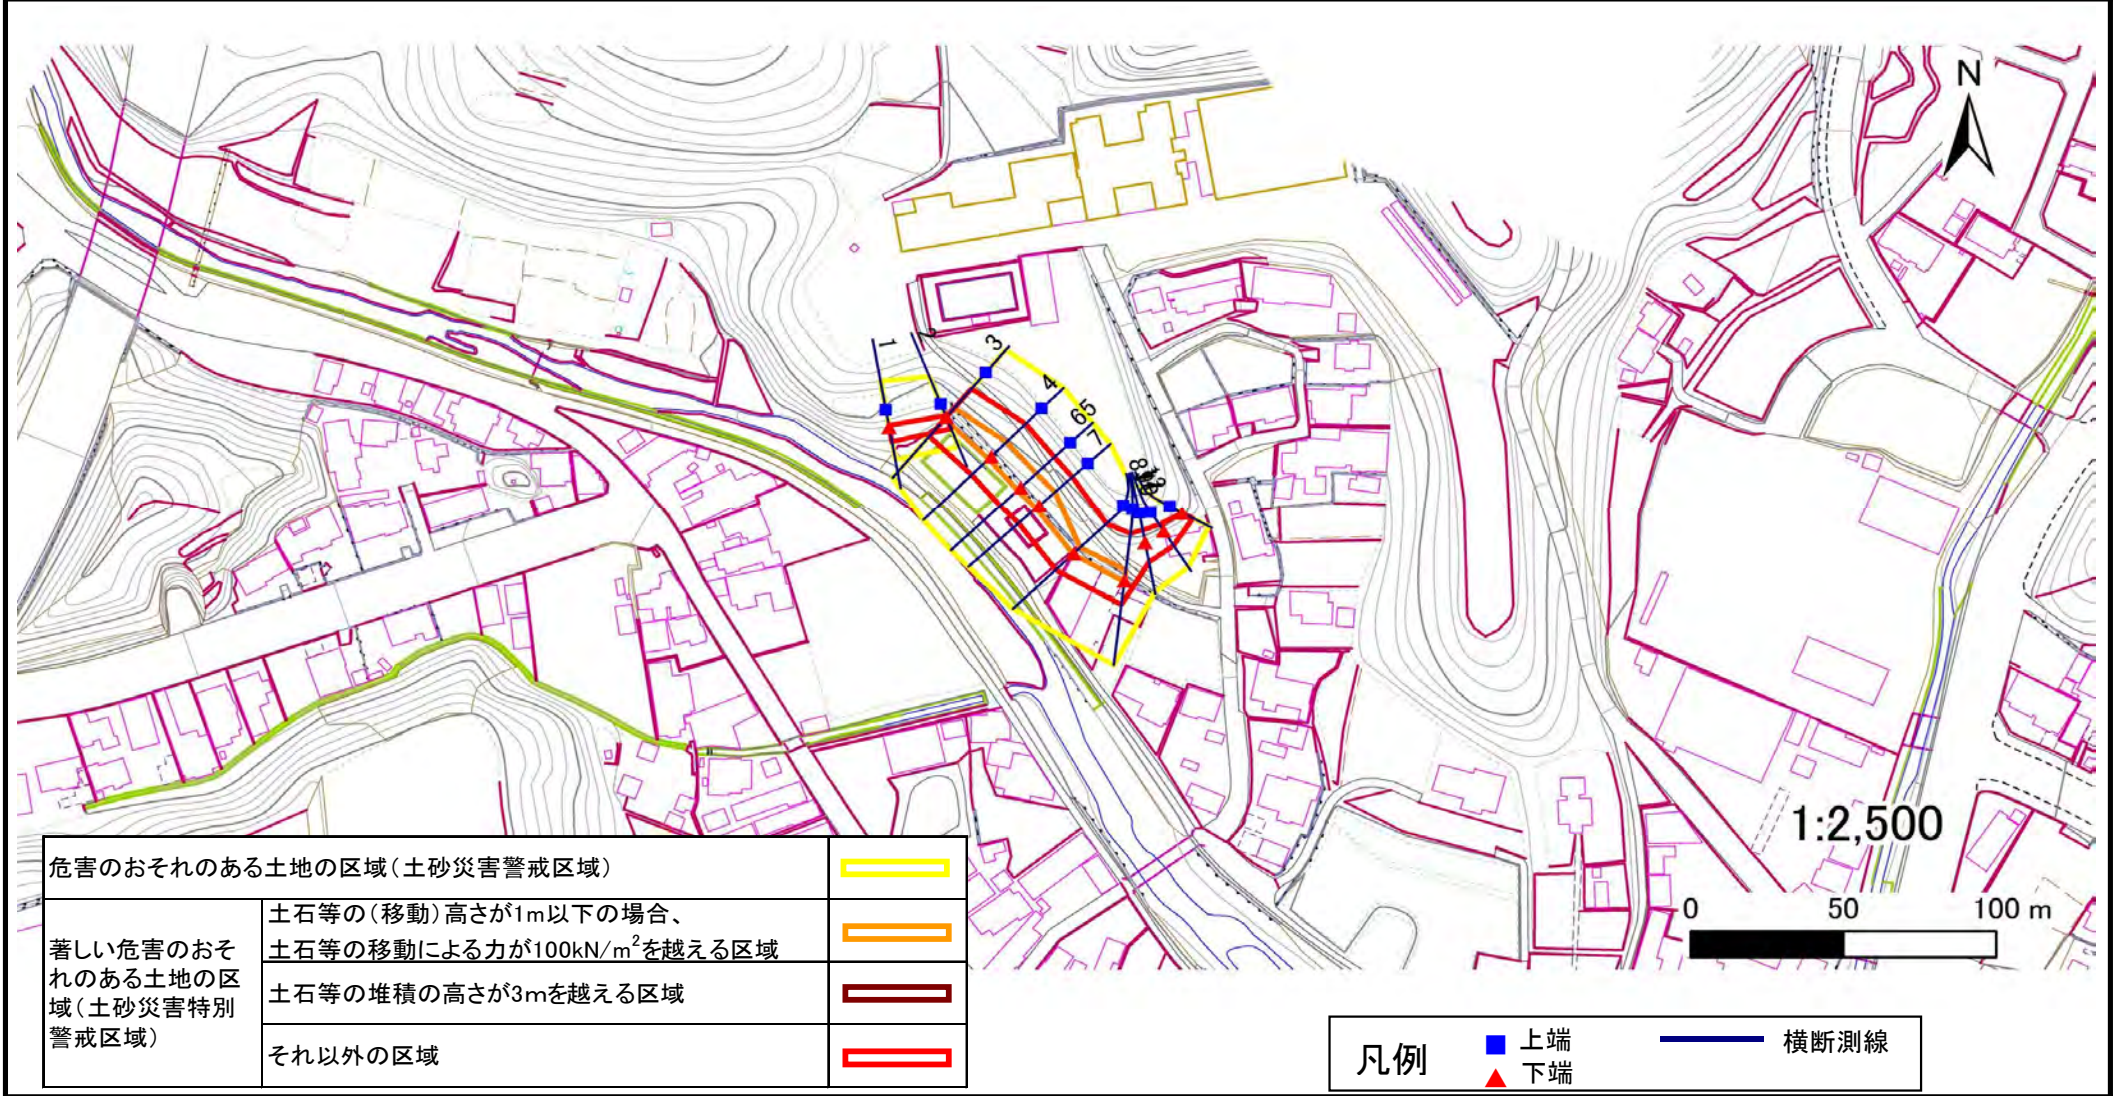 N
1
2
3
4
6
5
7
8
1:2,500
0
50
100 m
危害のおそれのある土地の区域(土砂災害警戒区域)
著しい危害のおそ
れのある土地の区
域(土砂災害特別
警戒区域)
土石等の(移動)高さが1m以下の場合、
土石等の移動による力が100kN/m²を越える区域
土石等の堆積の高さが3mを越える区域
それ以外の区域
凡例
上端
下端
横断測線